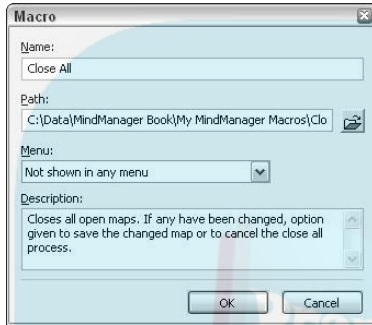 Macro
Name:
Close All
Path:
C:\Data\MindManager Book\My MindManager Macros\Clo
Menu:
Not shown in any menu
Description:
Closes all open maps. If any have been changed, option
given to save the changed map or to cancel the close all
process.
OK
Cancel